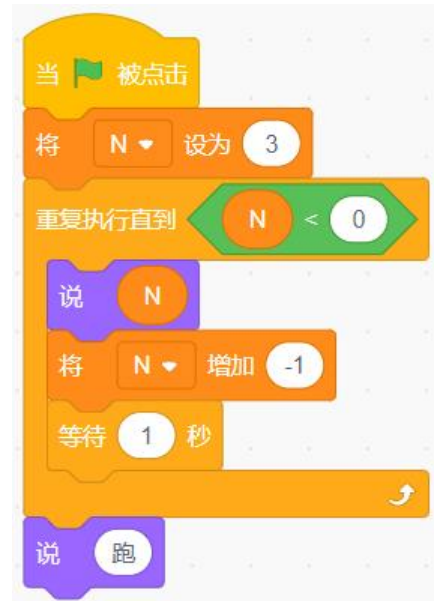 当 被点击
将 N 设为 3
重复执行直到 N < 0
说 N
将 N 增加 -1
等待 1 秒
说 跑